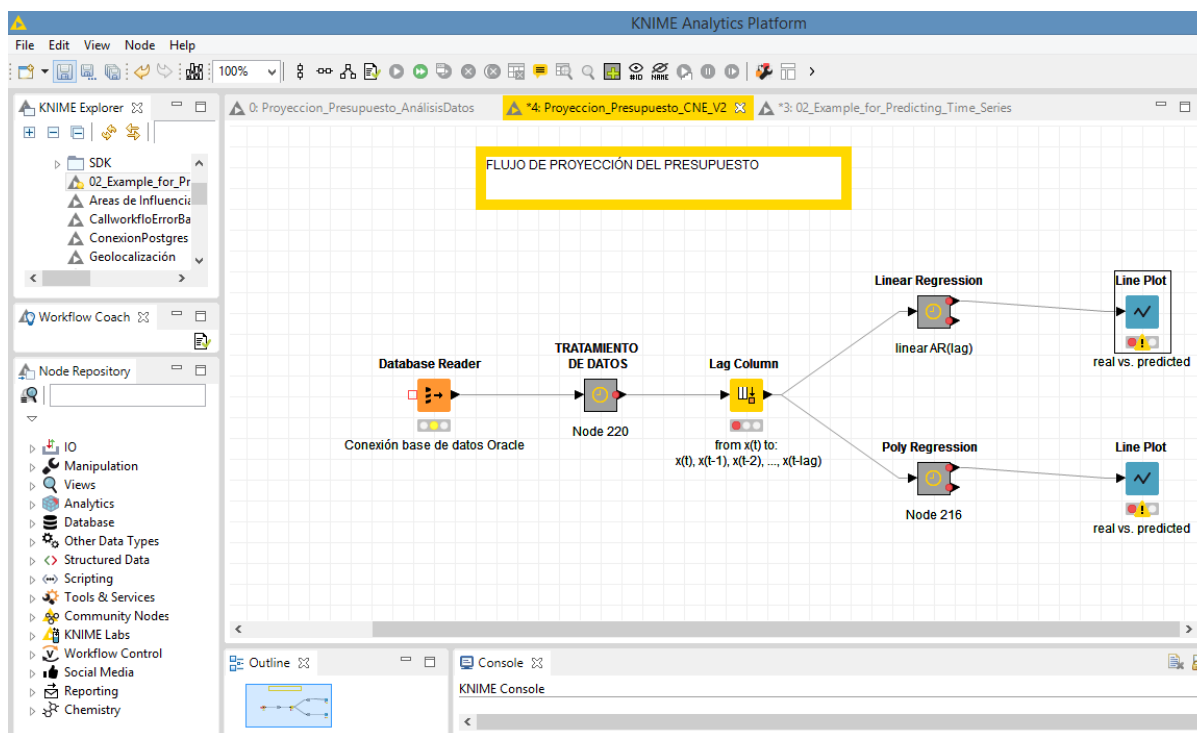 KNIME Analytics Platform
File Edit View Node Help
100%
KNIME Explorer
0: Proyeccion_Presupuesto_AnálisisDatos
*4: Proyeccion_Presupuesto_CNE_V2
*3: 02_Example_for_Predicting_Time_Series
SDK
02_Example_for_Pr
Areas de Influencia
CallworkfloErrorBa
ConexionPostgres
Geolocalización
Workflow Coach
Node Repository
IO
Manipulation
Views
Analytics
Database
Other Data Types
Structured Data
Scripting
Tools & Services
Community Nodes
KNIME Labs
Workflow Control
Social Media
Reporting
Chemistry
FLUJO DE PROYECCIÓN DEL PRESUPUESTO
Database Reader
Conexión base de datos Oracle
TRATAMIENTO
DE DATOS
Node 220
Lag Column
from x(t) to:
x(t), x(t-1), x(t-2), ..., x(t-lag)
Linear Regression
linear AR(lag)
Line Plot
real vs. predicted
Poly Regression
Node 216
Line Plot
real vs. predicted
Outline
Console
KNIME Console